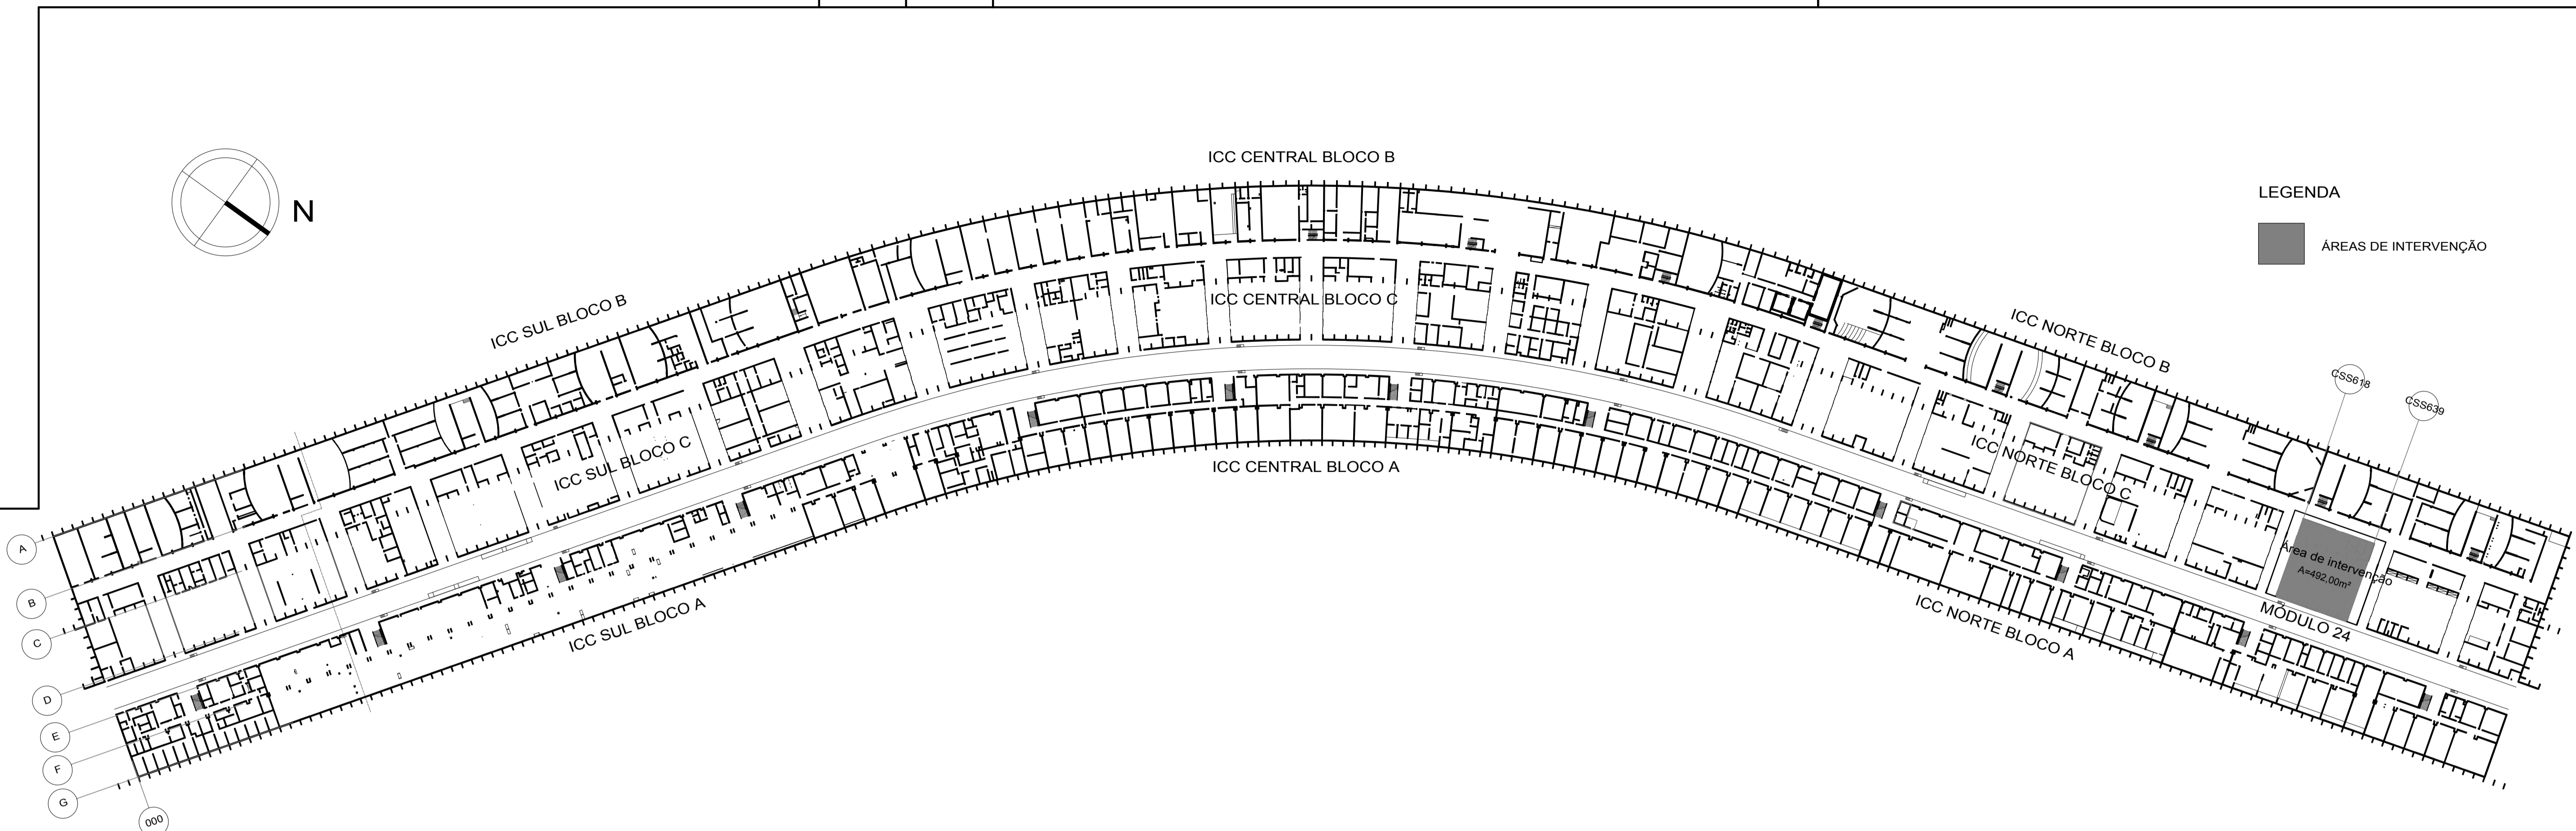 ICC CENTRAL BLOCO B
LEGENDA
N
ÁREAS DE INTERVENÇÃO
ICC SUL BLOCO B
ICC CENTRAL BLOCO C
ICC NORTE BLOCO B
CSS618
CSS639
ICC SUL BLOCO C
ICC CENTRAL BLOCO A
ICC NORTE BLOCO C
A
B
C
D
E
F
G
000
Área de intervenção
A=492,00m²
MÓDULO 24
ICC SUL BLOCO A
ICC NORTE BLOCO A